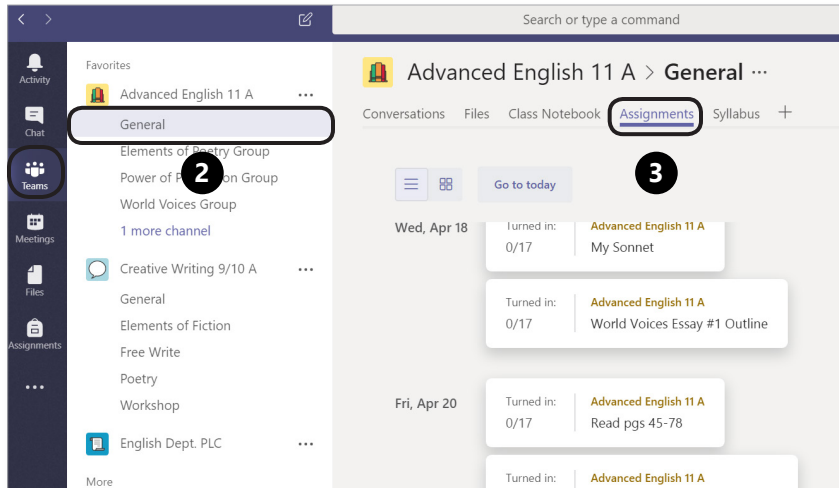 Search or type a command
Activity
Chat
Teams
Meetings
Files
Assignments
Favorites
Advanced English 11 A
General
Elements of Poetry Group
Power of P on Group
2
World Voices Group
1 more channel
Creative Writing 9/10 A
General
Elements of Fiction
Free Write
Poetry
Workshop
English Dept. PLC
More
Advanced English 11 A > General
Conversations Files Class Notebook Assignments Syllabus +
3
Go to today
Wed, Apr 18
Turned in: Advanced English 11 A
0/17 My Sonnet
Turned in: Advanced English 11 A
0/17 World Voices Essay #1 Outline
Fri, Apr 20
Turned in: Advanced English 11 A
0/17 Read pgs 45-78
Turned in: Advanced English 11 A